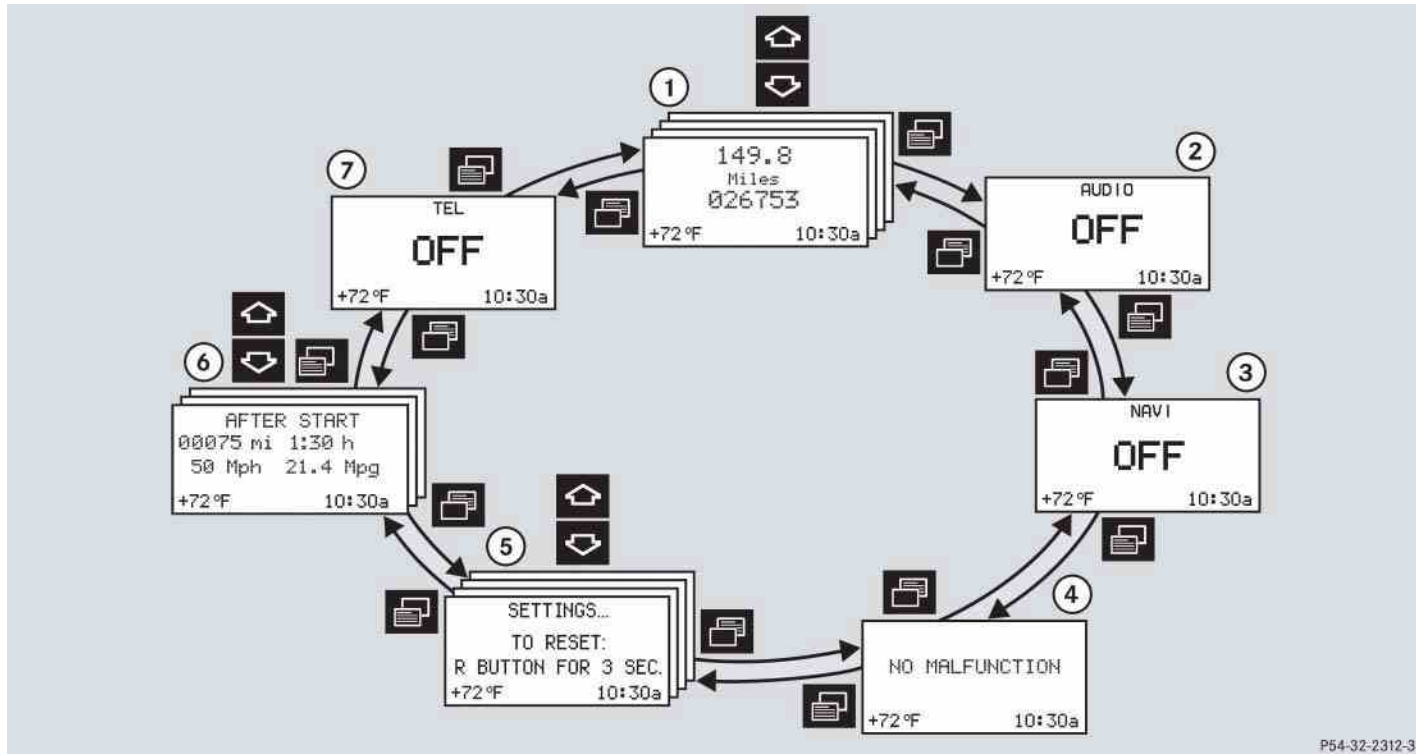 1
149.8
Miles
026753
+72°F 10:30a
2
AUDIO
OFF
+72°F 10:30a
3
NAVI
OFF
+72°F 10:30a
4
NO MALFUNCTION
+72°F 10:30a
5
SETTINGS...
TO RESET:
R BUTTON FOR 3 SEC.
+72°F 10:30a
6
AFTER START
00075 mi 1:30 h
50 Mph 21.4 Mpg
+72°F 10:30a
7
TEL
OFF
+72°F 10:30a
P54-32-2312-3